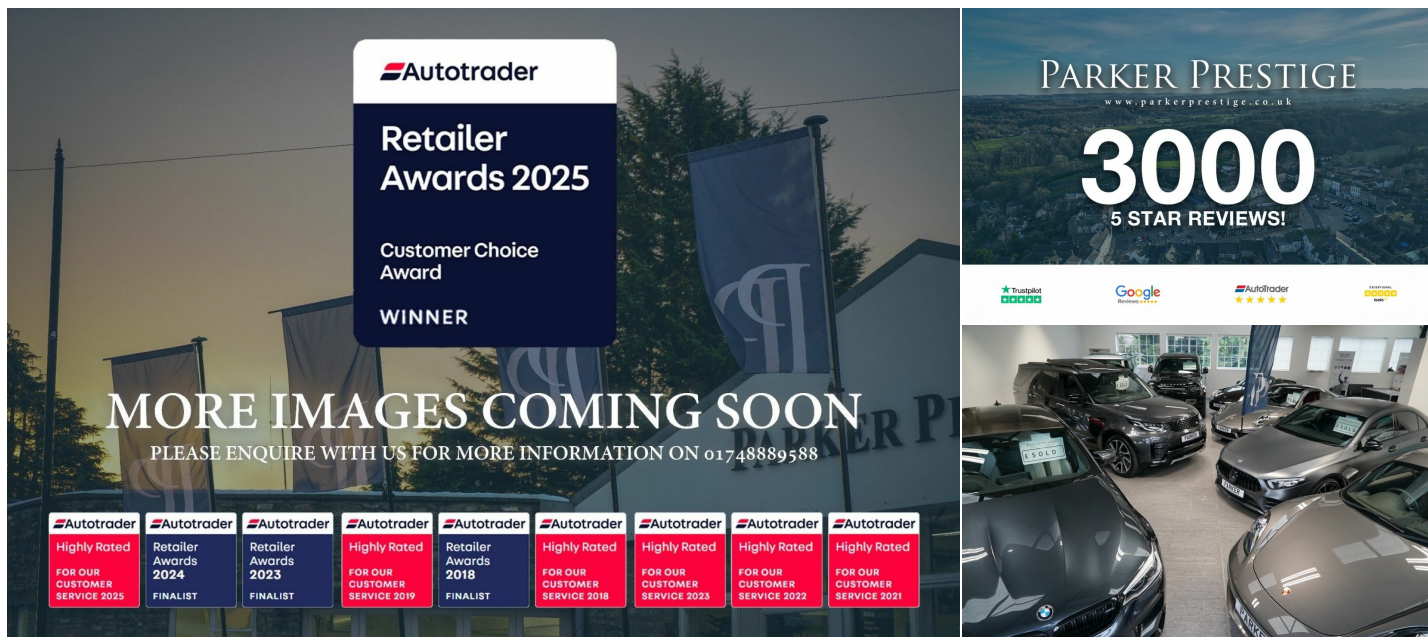 Autotrader
Retailer
Awards 2025
Customer Choice
Award
WINNER
MORE IMAGES COMING SOON
PLEASE ENQUIRE WITH US FOR MORE INFORMATION ON 01748889588
PARKER P
Autotrader
Highly Rated
FOR OUR
CUSTOMER
SERVICE 2025
Autotrader
Retailer
Awards
2024
FINALIST
Autotrader
Retailer
Awards
2023
FINALIST
Autotrader
Highly Rated
FOR OUR
CUSTOMER
SERVICE 2019
Autotrader
Retailer
Awards
2018
FINALIST
Autotrader
Highly Rated
FOR OUR
CUSTOMER
SERVICE 2018
Autotrader
Highly Rated
FOR OUR
CUSTOMER
SERVICE 2023
Autotrader
Highly Rated
FOR OUR
CUSTOMER
SERVICE 2022
Autotrader
Highly Rated
FOR OUR
CUSTOMER
SERVICE 2021
PARKER PRESTIGE
www.parkerprestige.co.uk
3000
5 STAR REVIEWS!
Trustpilot
Google
Reviews
AutoTrader
EXCEPTIONAL
SOLD
PARKER
PARKER